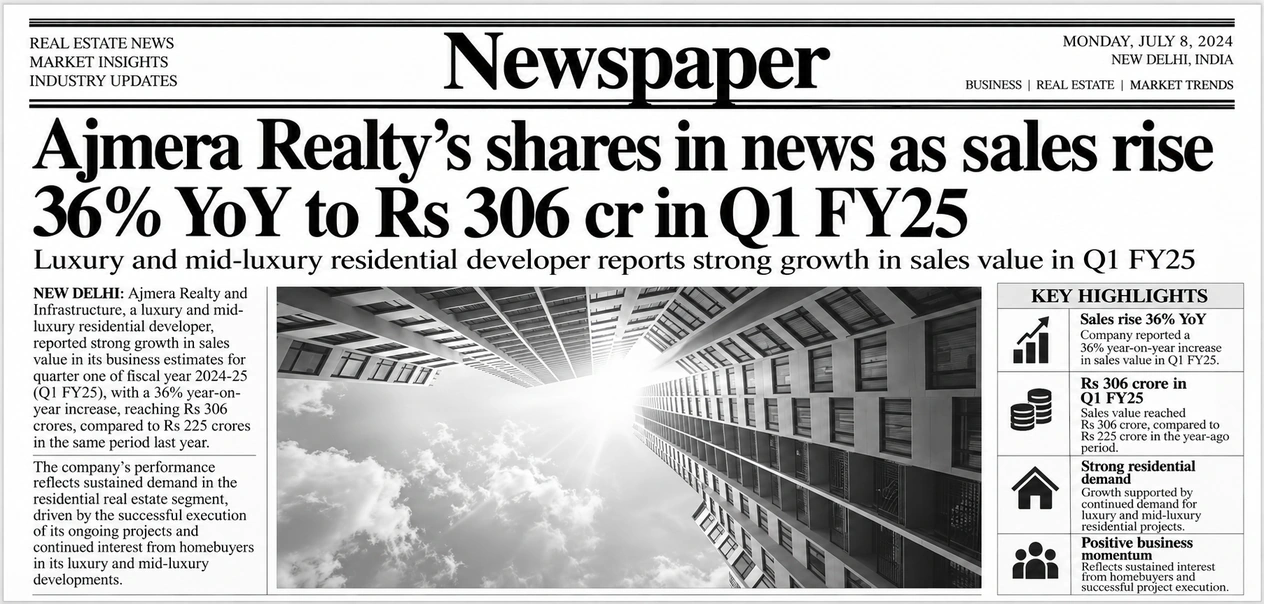 REAL ESTATE NEWS
MARKET INSIGHTS
INDUSTRY UPDATES
Newspaper
MONDAY, JULY 8, 2024
NEW DELHI, INDIA
BUSINESS | REAL ESTATE | MARKET TRENDS
Ajmera Realty's shares in news as sales rise
36% YoY to Rs 306 cr in Q1 FY25
Luxury and mid-luxury residential developer reports strong growth in sales value in Q1 FY25
NEW DELHI: Ajmera Realty and
Infrastructure, a luxury and mid-
luxury residential developer,
reported strong growth in sales
value in its business estimates for
quarter one of fiscal year 2024-25
(Q1 FY25), with a 36% year-on-
year increase, reaching Rs 306
crores, compared to Rs 225 crores
in the same period last year.
The company's performance
reflects sustained demand in the
residential real estate segment,
driven by the successful execution
of its ongoing projects and
continued interest from homebuyers
in its luxury and mid-luxury
developments.
KEY HIGHLIGHTS
Sales rise 36% YoY
Company reported a
36% year-on-year increase
in sales value in Q1 FY25.
Rs 306 crore in
Q1 FY25
Sales value reached
Rs 306 crore, compared to
Rs 225 crore in the year-ago
period.
Strong residential
demand
Growth supported by
continued demand for
luxury and mid-luxury
residential projects.
Positive business
momentum
Reflects sustained interest
from homebuyers and
successful project execution.